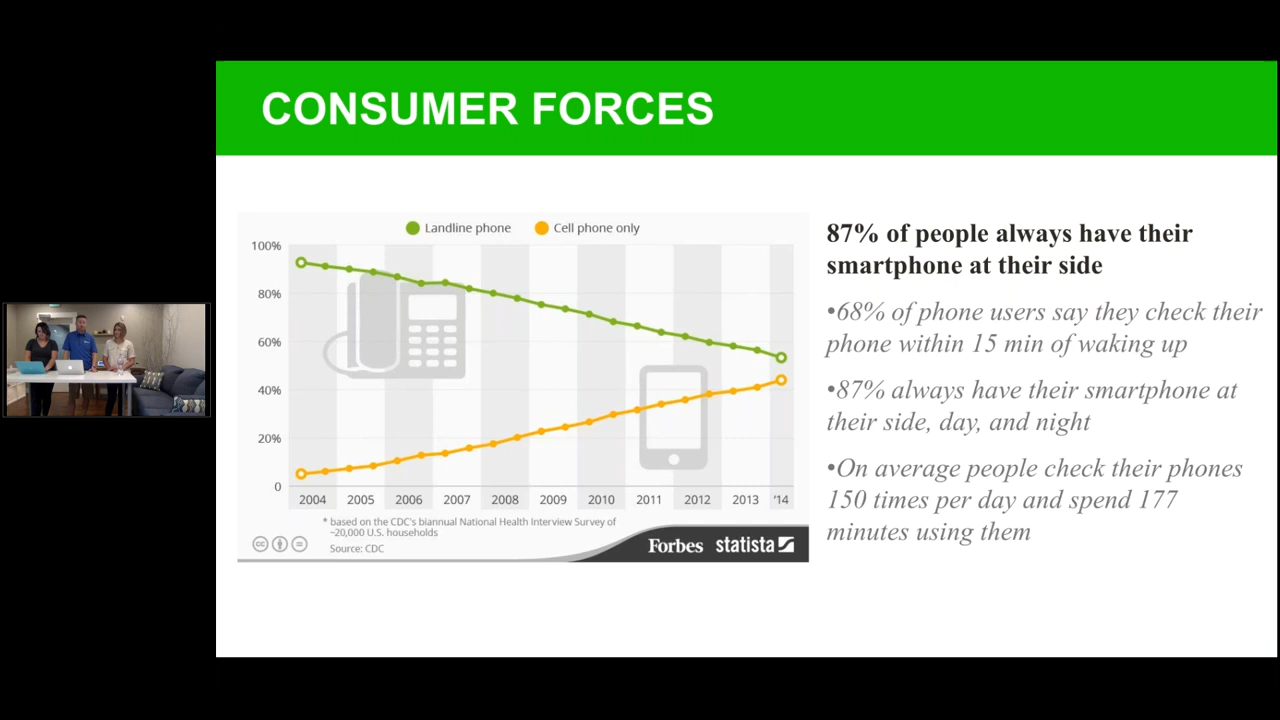 CONSUMER FORCES
Landline phone
Cell phone only
100%
80%
60%
40%
20%
0
2004
2005
2006
2007
2008
2009
2010
2011
2012
2013
'14
* based on the CDC's biannual National Health Interview Survey of
~20,000 U.S. households
Source: CDC
cc
Forbes
statista
87% of people always have their
smartphone at their side
•68% of phone users say they check their
phone within 15 min of waking up
•87% always have their smartphone at
their side, day, and night
•On average people check their phones
150 times per day and spend 177
minutes using them